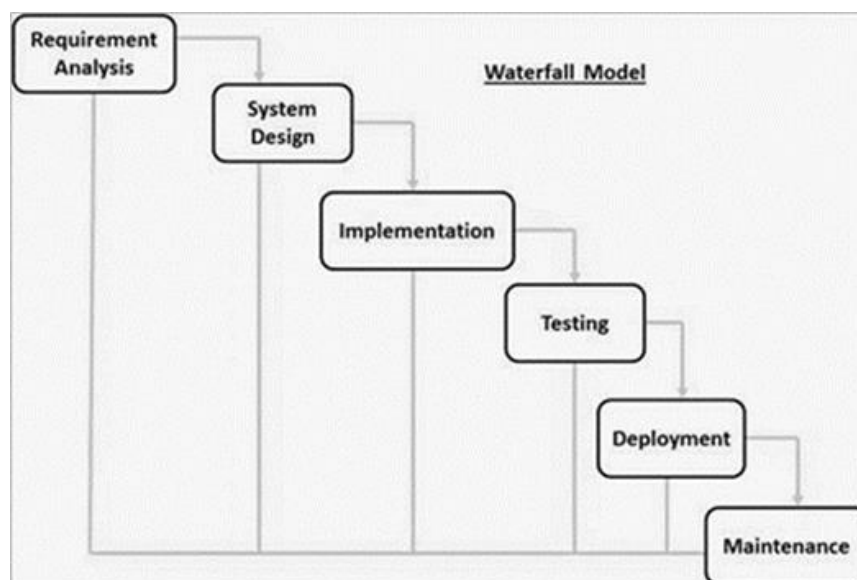 Requirement
Analysis
Waterfall Model
System
Design
Implementation
Testing
Deployment
Maintenance